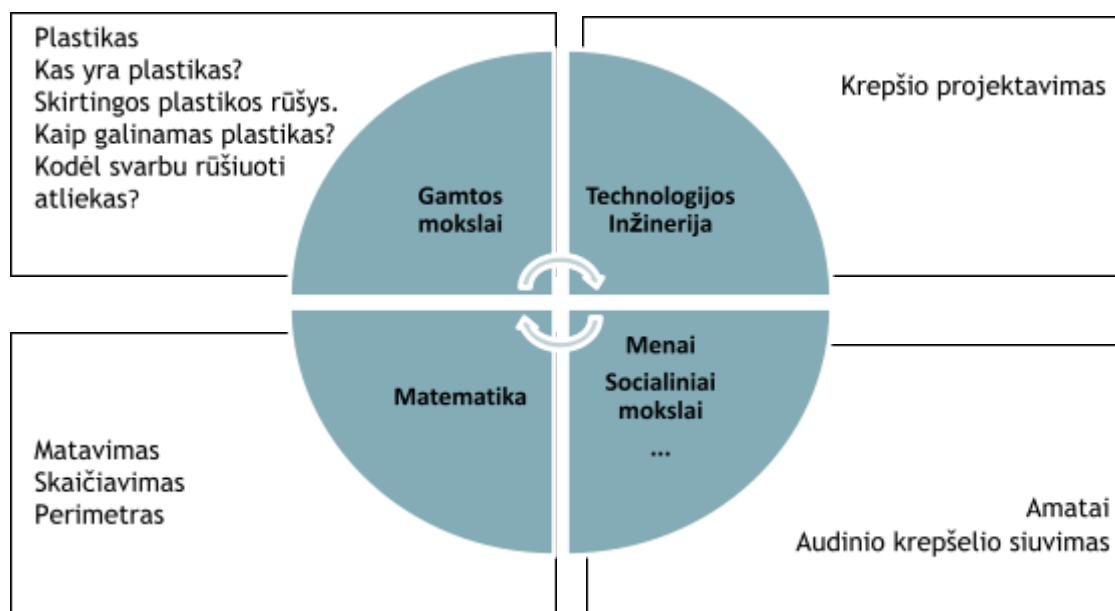 Plastikas
Kas yra plastikas?
Skirtingos plastikos rūšys.
Kaip galinamas plastikas?
Kodėl svarbu rūšiuoti
atliekas?
Krepšio projektavimas
Gamtos
mokslai
Technologijos
Inžinerija
Matematika
Menai
Socialiniai
mokslai
...
Matavimas
Skaičiavimas
Perimetras
Amatai
Audinio krepšelio siuvimas